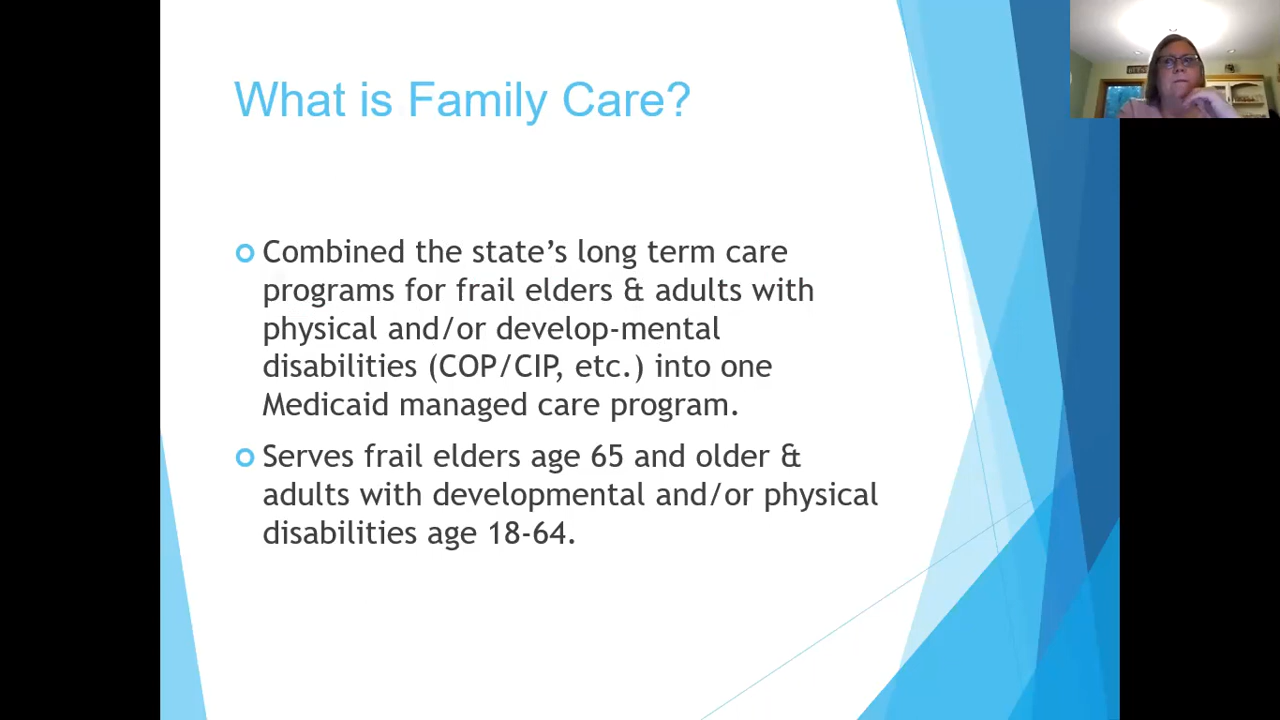 What is Family Care?
Combined the state’s long term care
programs for frail elders & adults with
physical and/or develop-mental
disabilities (COP/CIP, etc.) into one
Medicaid managed care program.
Serves frail elders age 65 and older &
adults with developmental and/or physical
disabilities age 18-64.